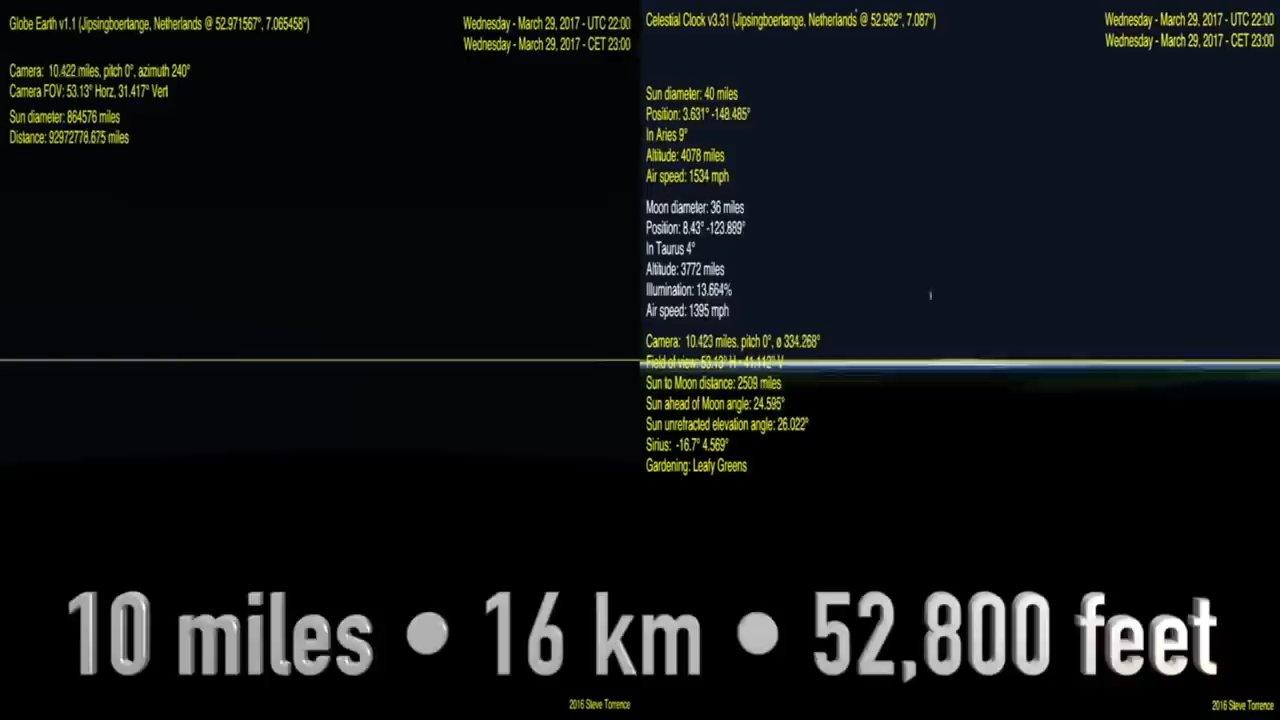 Globe Earth v1.1 (Jipsingboertange, Netherlands @ 52.971567°, 7.065458°)
Wednesday - March 29, 2017 - UTC 22:00
Wednesday - March 29, 2017 - CET 23:00
Camera: 10.422 miles, pitch 0°, azimuth 240°
Camera FOV: 53.13° Horz, 31.417° Vert
Sun diameter: 864576 miles
Distance: 92972778.675 miles
Celestial Clock v3.31 (Jipsingboertange, Netherlands @ 52.962°, 7.087°)
Wednesday - March 29, 2017 - UTC 22:00
Wednesday - March 29, 2017 - CET 23:00
Sun diameter: 40 miles
Position: 3.631° -148.485°
In Aries 9°
Altitude: 4078 miles
Air speed: 1534 mph
Moon diameter: 36 miles
Position: 8.43° -123.889°
In Taurus 4°
Altitude: 3772 miles
Illumination: 13.664%
Air speed: 1395 mph
Camera: 10.423 miles, pitch 0°, ø 334.268°
Field of view: 53.13° H - 41.112° V
Sun to Moon distance: 2509 miles
Sun ahead of Moon angle: 24.595°
Sun unrefracted elevation angle: 26.022°
Sirius: -16.7° 4.569°
Gardening: Leafy Greens
10 miles • 16 km • 52,800 feet
2016 Steve Torrence
2016 Steve Torrence